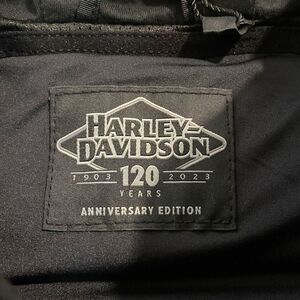 HARLEY-
DAVIDSON
1903 120 2023
YEARS
ANNIVERSARY EDITION